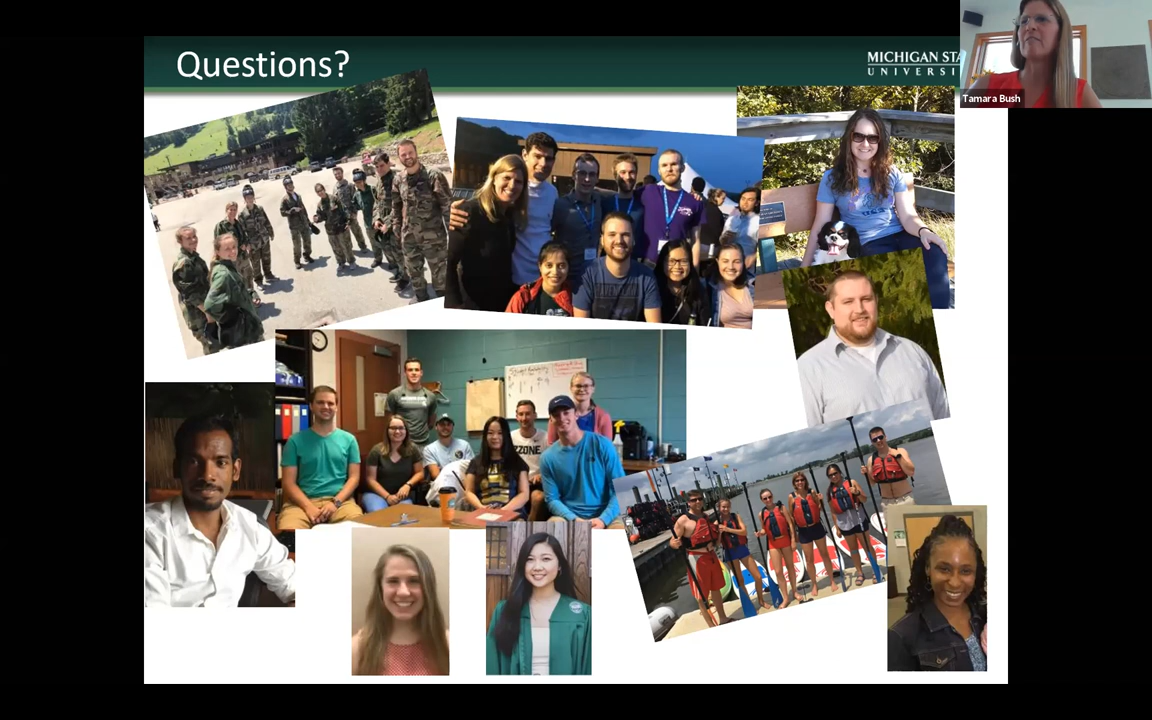 Questions?
MICHIGAN STA
UNIVERSI
Tamara Bush
ZONE